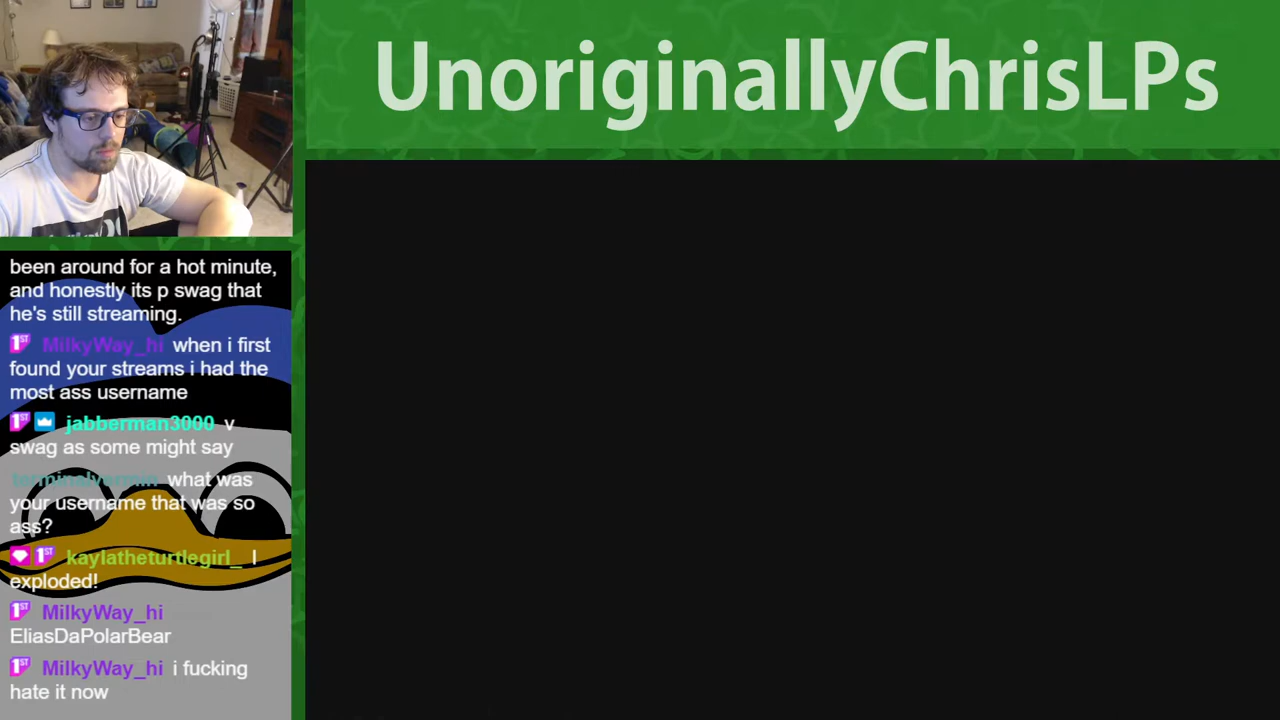 UnoriginallyChrisLPs
been around for a hot minute,
and honestly its p swag that
he's still streaming.
MilkyWay_hi when i first
found your streams i had the
most ass username
jabberman3000 v
swag as some might say
terminalvermin what was
your username that was so
ass?
kaylatheturtlegirl_ I
exploded!
MilkyWay_hi
EliasDaPolarBear
MilkyWay_hi i fucking
hate it now